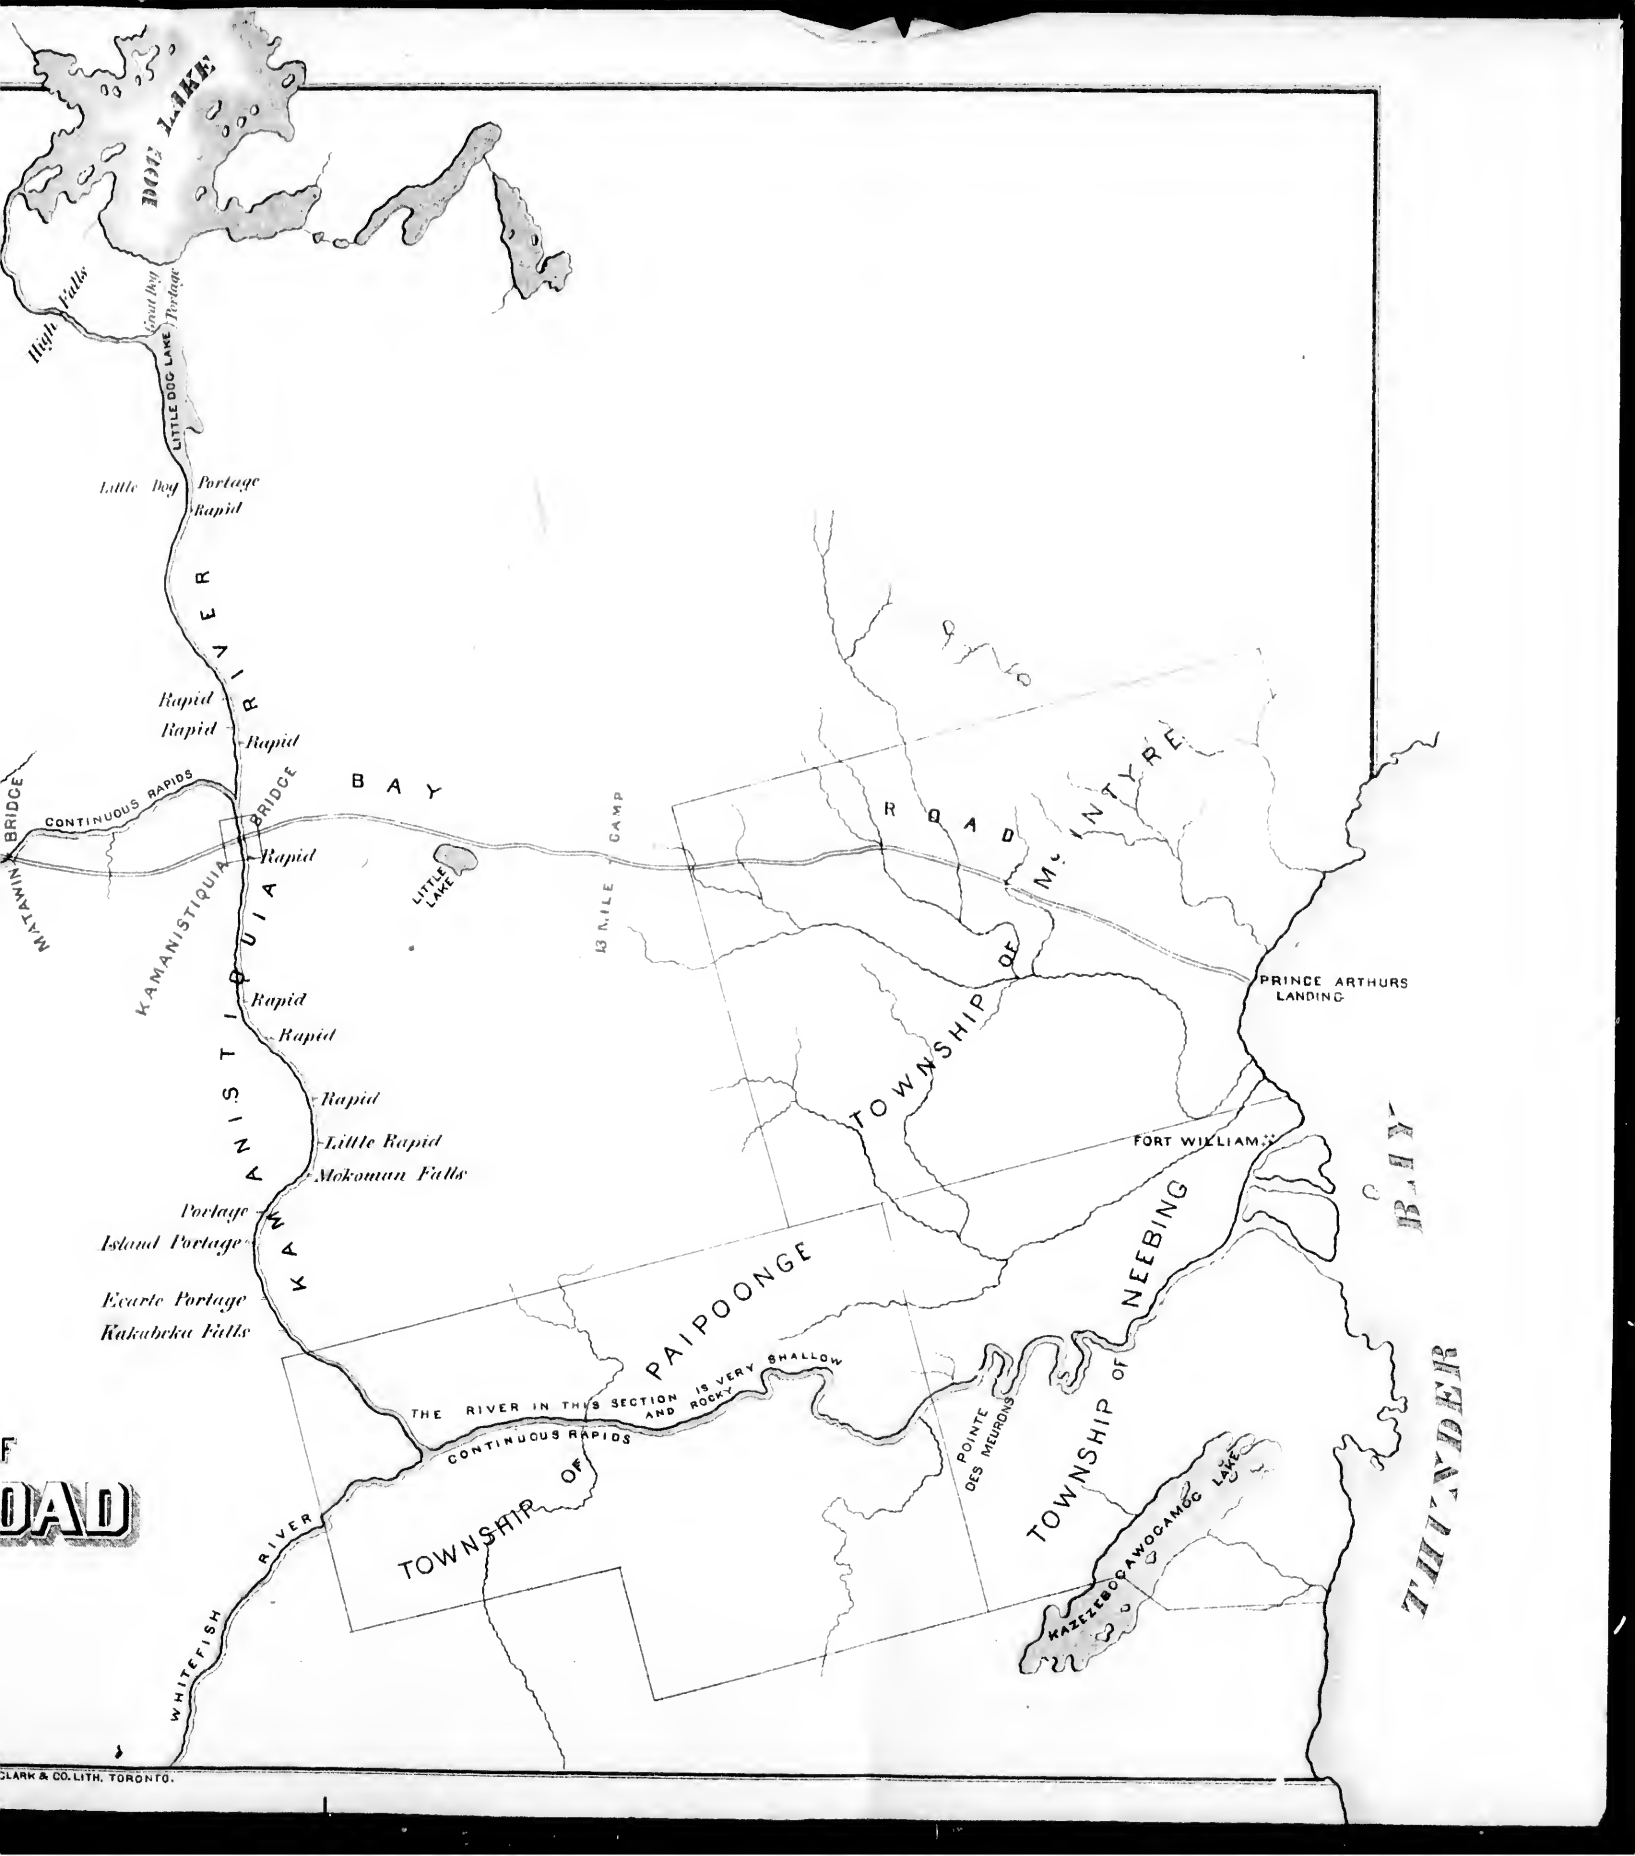 DOG LAKE
High Falls
Great Dog
Portage
LITTLE DOG LAKE
Little Dog Portage
Rapid
Rapid
Rapid
Rapid
CONTINUOUS RAPIDS
MATAWIN BRIDGE
KAMANISTIQUIA BRIDGE
BAY ROAD
LITTLE
LAKE
13 MILE CAMP
Rapid
KAMANISTIQUIA RIVER
Rapid
Rapid
Rapid
Little Rapid
Mokoman Falls
Portage
Island Portage
Ecarte Portage
Kakabeka Falls
TOWNSHIP OF McINTYRE
PRINCE ARTHURS
LANDING
FORT WILLIAM
THUNDER BAY
TOWNSHIP OF PAIPOONGE
THE RIVER IN THIS SECTION IS VERY SHALLOW
AND ROCKY
CONTINUOUS RAPIDS
POINTE
DES MEURONS
TOWNSHIP OF NEEBING
KAZEZEBOGAWOGAMOG LAKE
WHITEFISH RIVER
F
OAD
CLARK & CO. LITH. TORONTO.